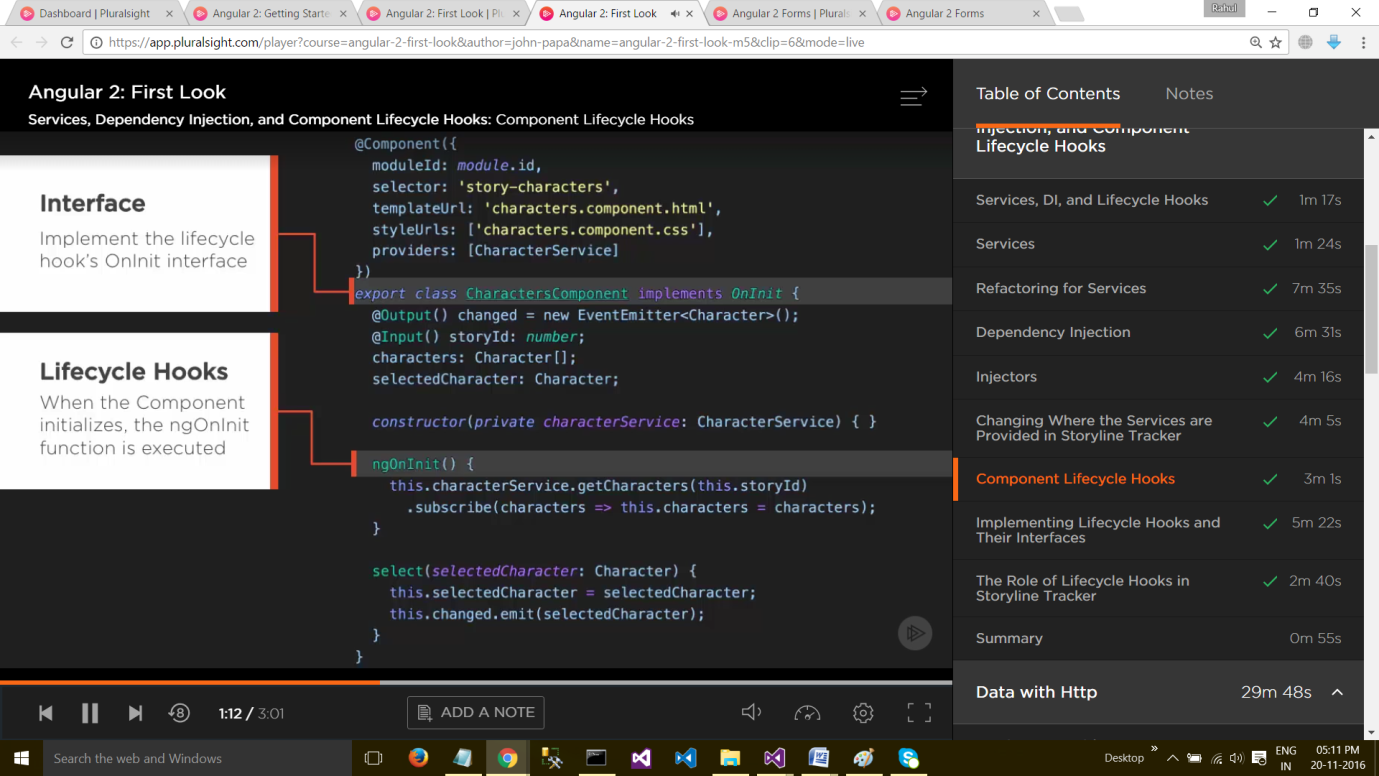 Dashboard | Pluralsight
Angular 2: Getting Starte
Angular 2: First Look | Pl
Angular 2: First Look
Angular 2 Forms | Plurals
Angular 2 Forms
Rahul
https://app.pluralsight.com/player?course=angular-2-first-look&author=john-papa&name=angular-2-first-look-m5&clip=6&mode=live
Angular 2: First Look
Services, Dependency Injection, and Component Lifecycle Hooks: Component Lifecycle Hooks
Interface
Implement the lifecycle
hook's OnInit interface
Lifecycle Hooks
When the Component
initializes, the ngOnInit
function is executed
@Component({
moduleId: module.id,
selector: 'story-characters',
templateUrl: 'characters.component.html',
styleUrls: ['characters.component.css'],
providers: [CharacterService]
})
export class CharactersComponent implements OnInit {
@Output() changed = new EventEmitter<Character>();
@Input() storyId: number;
characters: Character[];
selectedCharacter: Character;
constructor(private characterService: CharacterService) { }
ngOnInit() {
this.characterService.getCharacters(this.storyId)
.subscribe(characters => this.characters = characters);
}
select(selectedCharacter: Character) {
this.selectedCharacter = selectedCharacter;
this.changed.emit(selectedCharacter);
}
}
8
1:12 / 3:01
ADD A NOTE
Table of Contents
Notes
Injection, and Component
Lifecycle Hooks
Services, DI, and Lifecycle Hooks 1m 17s
Services 1m 24s
Refactoring for Services 7m 35s
Dependency Injection 6m 31s
Injectors 4m 16s
Changing Where the Services are
Provided in Storyline Tracker 4m 5s
Component Lifecycle Hooks 3m 1s
Implementing Lifecycle Hooks and
Their Interfaces 5m 22s
The Role of Lifecycle Hooks in
Storyline Tracker 2m 40s
Summary 0m 55s
Data with Http 29m 48s
Search the web and Windows
Desktop
ENG
IN
05:11 PM
20-11-2016